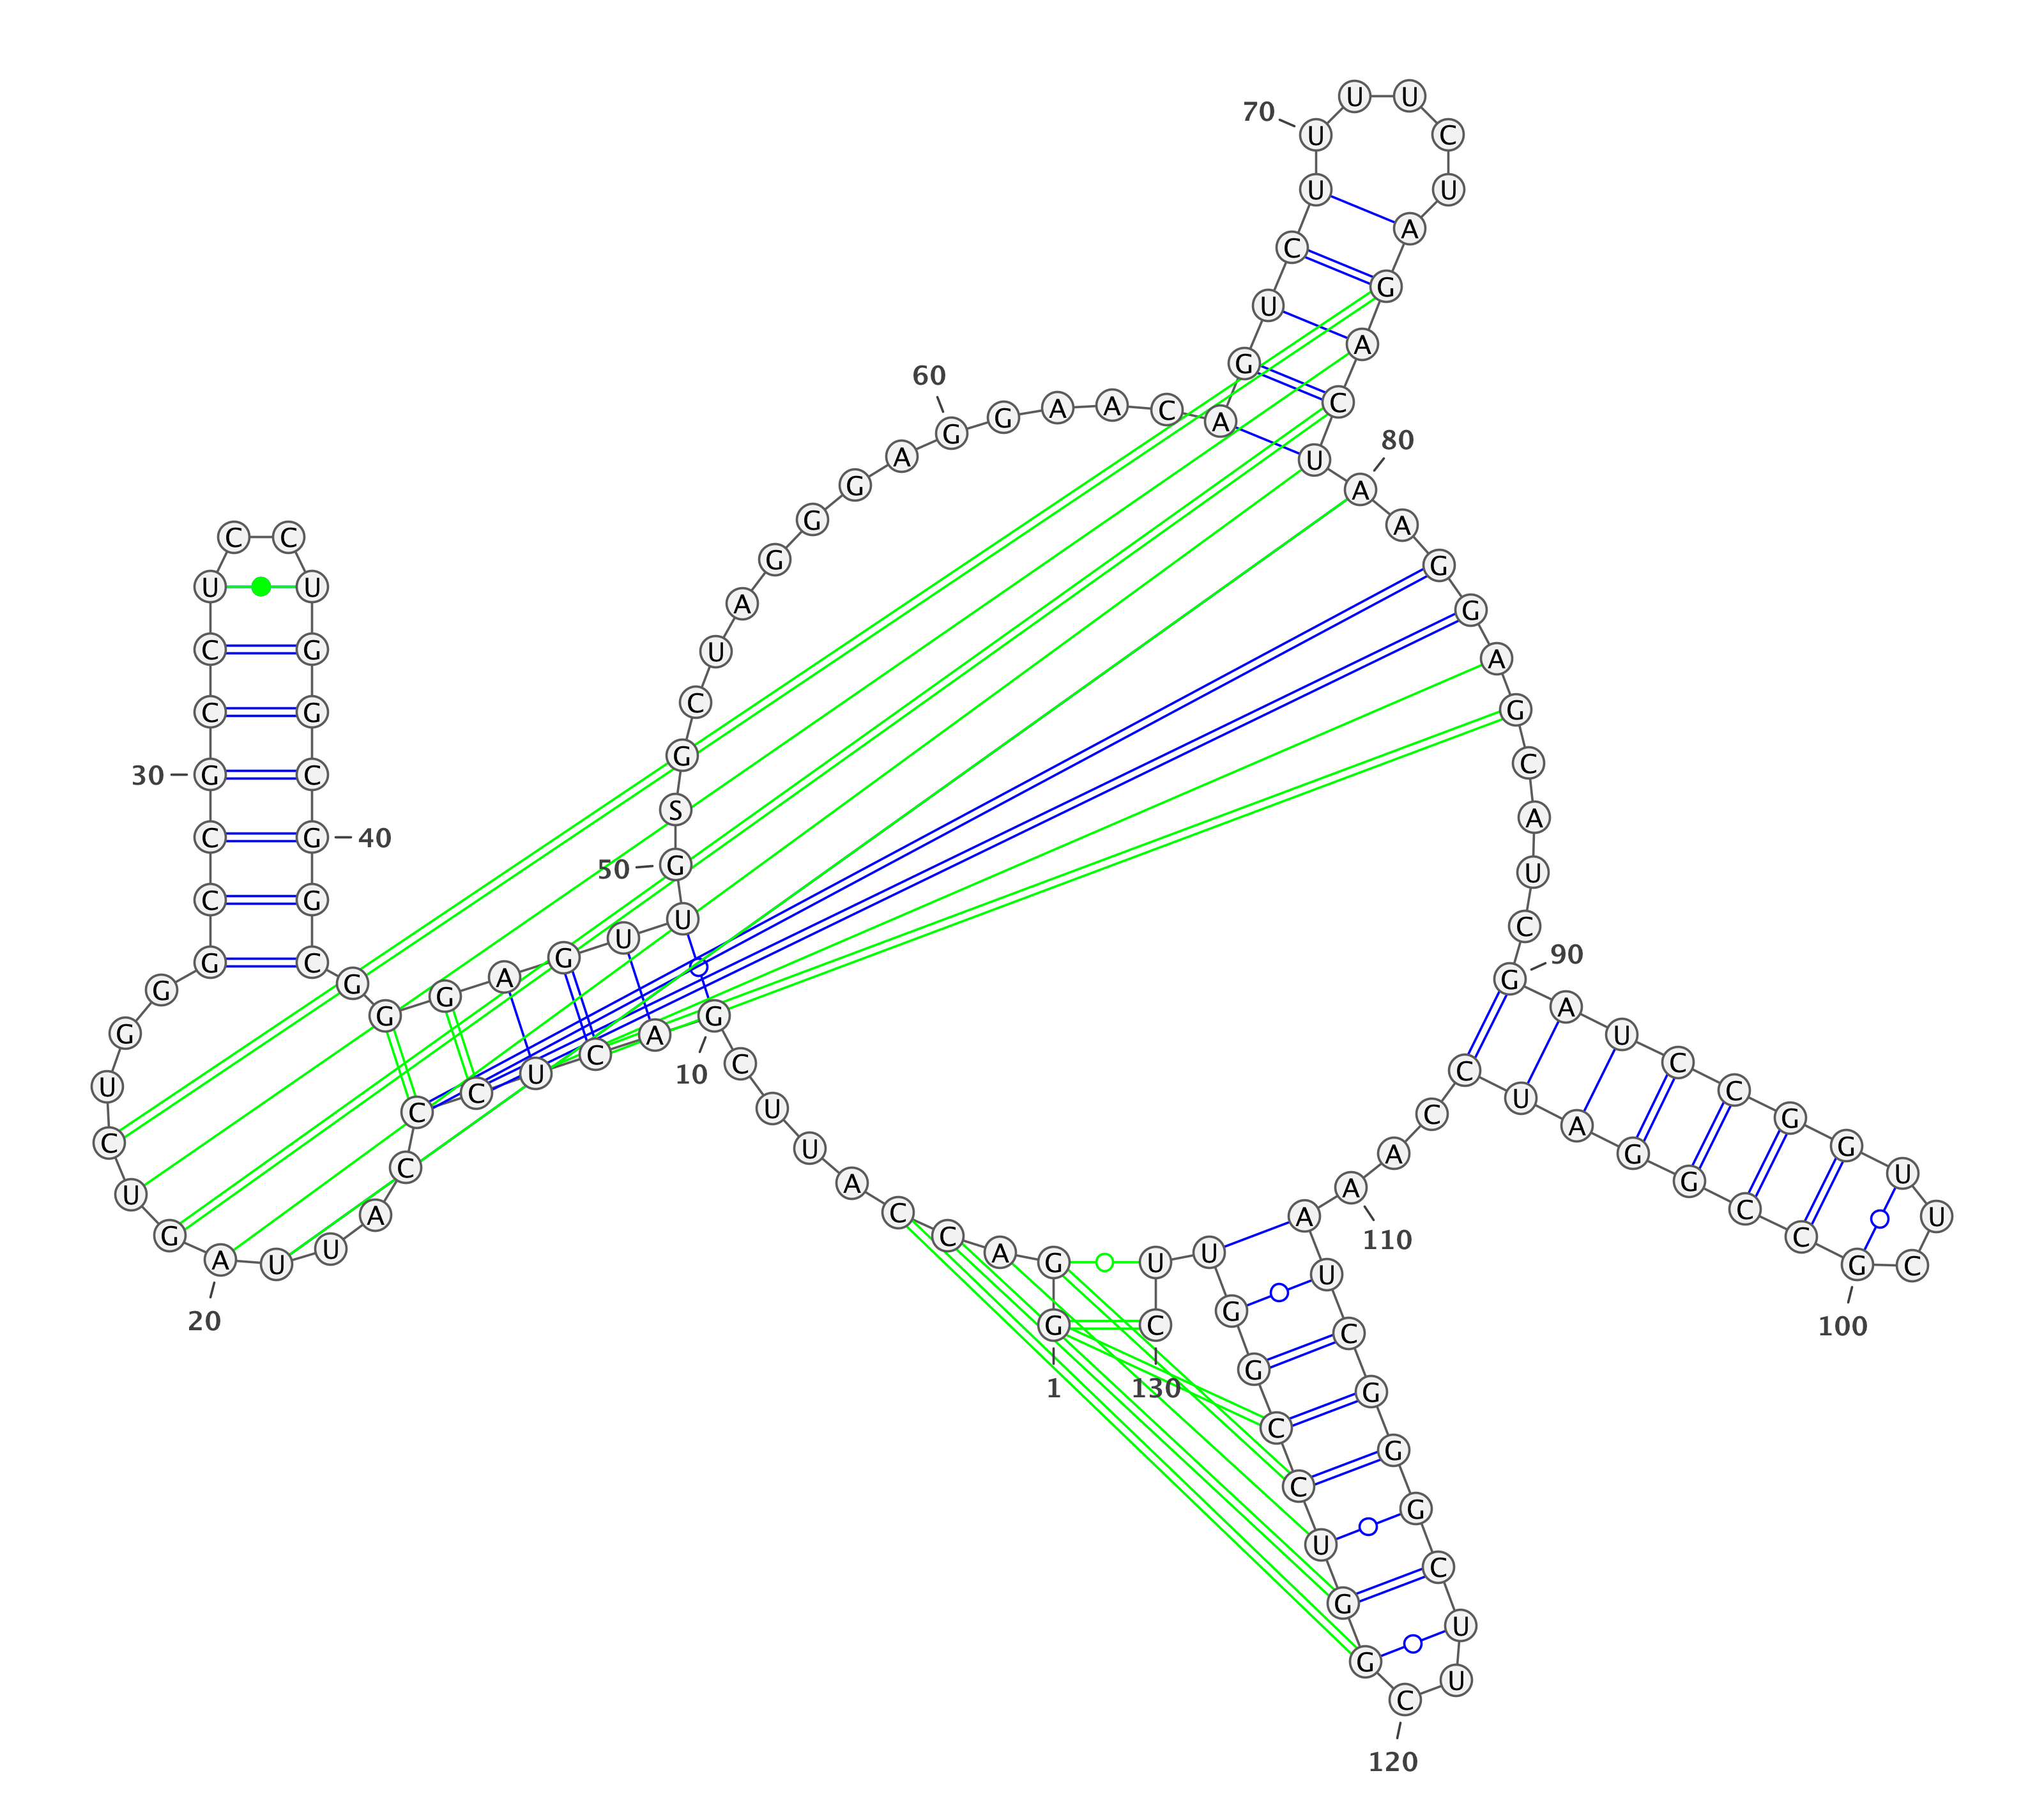 1
G G A C C A U U C
10
G A C U C C C A U U
20
A G U C U G G G C C
30
G C C U C C U G G C
40
G G C G G G A G U U
50
G S G C U A G G G A
60
G G A A C A G U C U
70
U U U C U A G A C U
80
A A G G A G C A U C
90
G A U C C G G U U C
100
G C C G G A U C C A
110
A A U C G G G C U U
120
C G G U C C G G U U
130
C